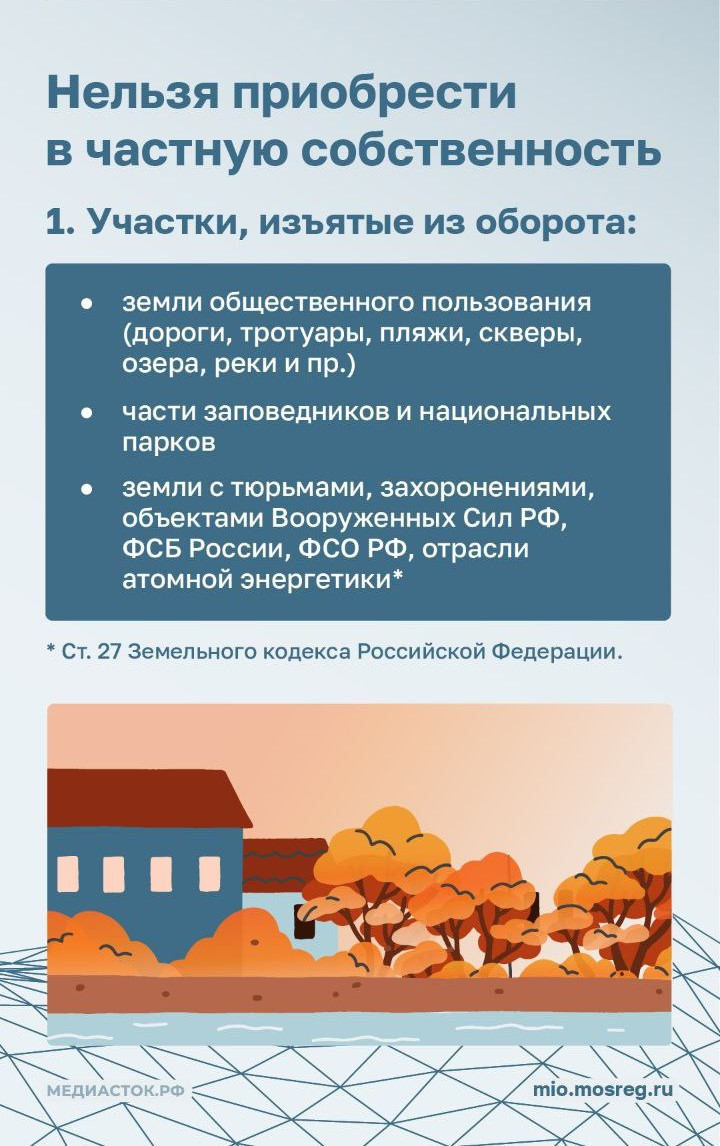 Нельзя приобрести
в частную собственность
1. Участки, изъятые из оборота:
● земли общественного пользования
(дороги, тротуары, пляжи, скверы,
озера, реки и пр.)
● части заповедников и национальных
парков
● земли с тюрьмами, захоронениями,
объектами Вооруженных Сил РФ,
ФСБ России, ФСО РФ, отрасли
атомной энергетики*
* Ст. 27 Земельного кодекса Российской Федерации.
МЕДИАСТОК.РФ
mio.mosreg.ru